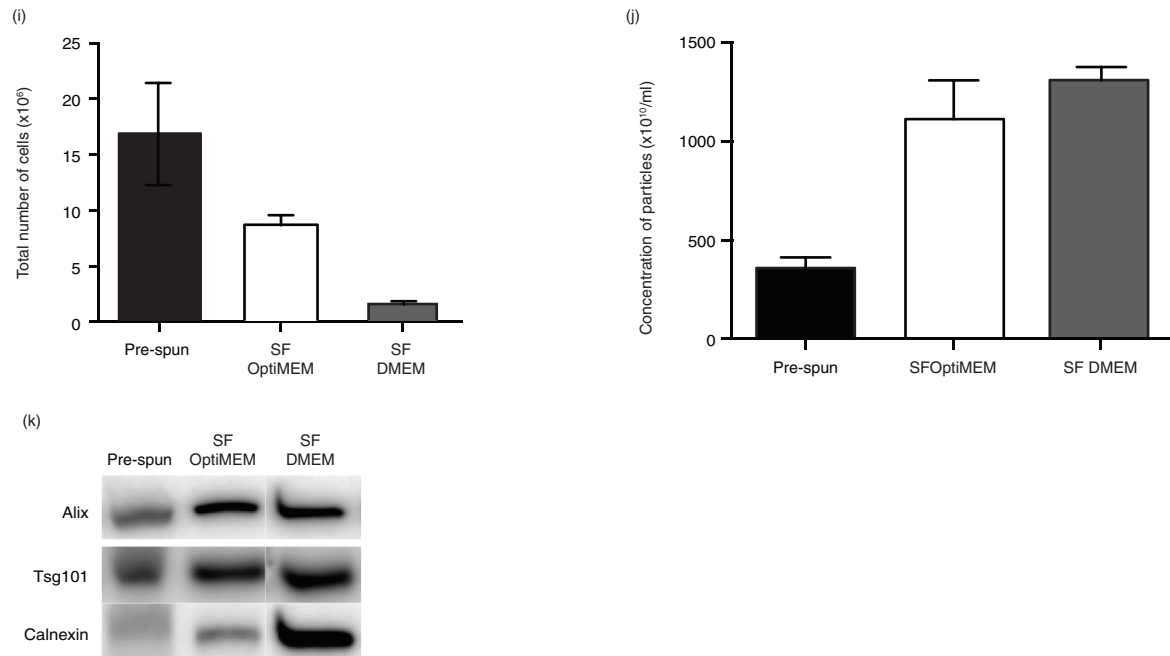 (i)
Total number of cells (x10⁶)
25
20
15
10
5
0
Pre-spun
SF
OptiMEM
SF
DMEM
(j)
Concentration of particles (x10¹⁰/ml)
1500
1000
500
0
Pre-spun
SFOptiMEM
SF DMEM
(k)
Pre-spun
SF
OptiMEM
SF
DMEM
Alix
Tsg101
Calnexin